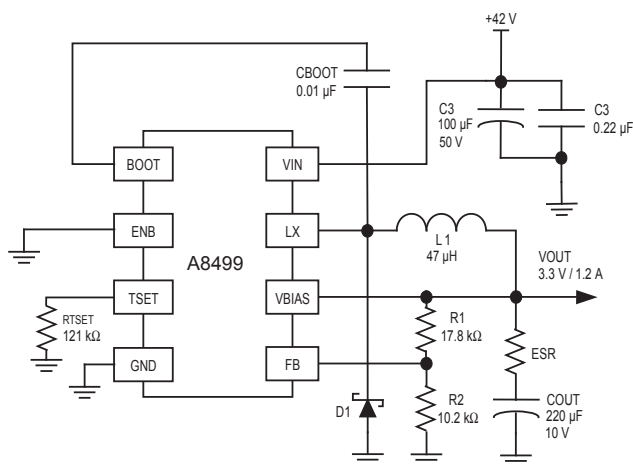 +42 V
CBOOT
0.01 µF
C3
100 µF
50 V
C3
0.22 µF
BOOT
VIN
ENB
LX
A8499
L1
47 µH
VOUT
3.3 V / 1.2 A
TSET
VBIAS
RTSET
121 kΩ
R1
17.8 kΩ
ESR
GND
FB
D1
R2
10.2 kΩ
COUT
220 µF
10 V